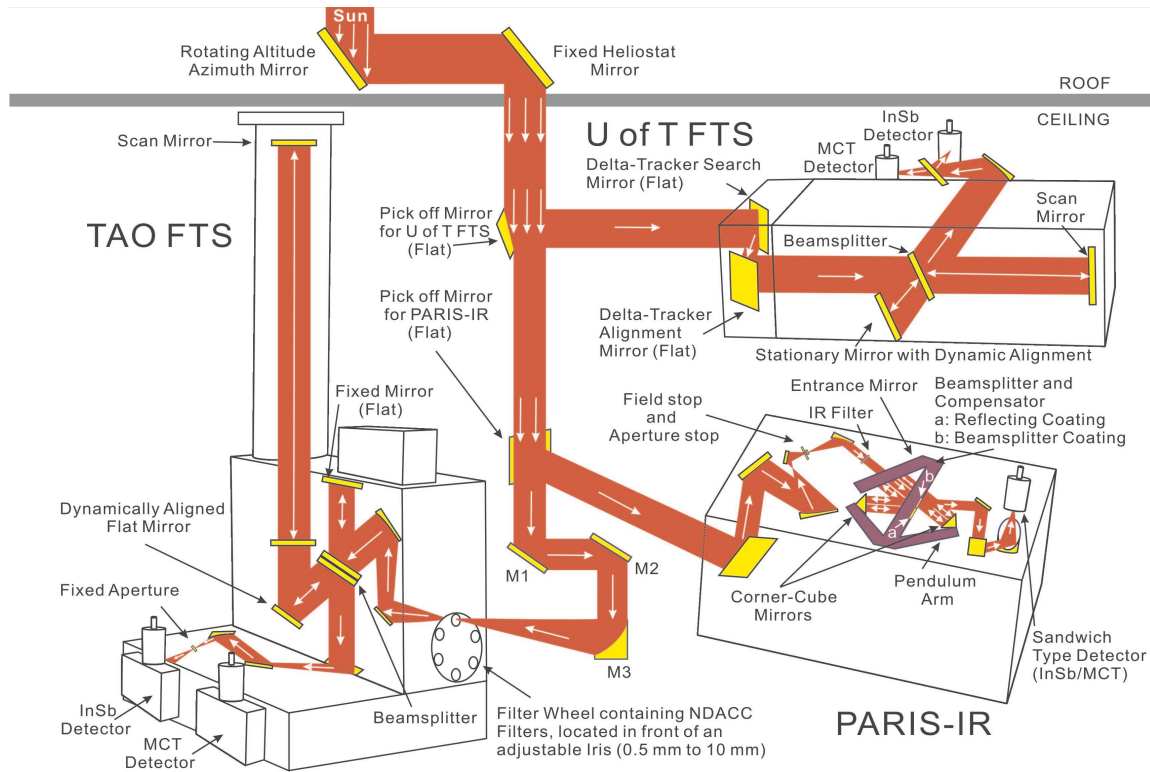 Sun
Rotating Altitude
Azimuth Mirror
Fixed Heliostat
Mirror
ROOF
CEILING
Scan Mirror
TAO FTS
U of T FTS
InSb
Detector
MCT
Detector
Delta-Tracker Search
Mirror (Flat)
Pick off Mirror
for U of T FTS
(Flat)
Scan
Mirror
Beamsplitter
Pick off Mirror
for PARIS-IR
(Flat)
Delta-Tracker
Alignment
Mirror (Flat)
Stationary Mirror with Dynamic Alignment
Fixed Mirror
(Flat)
Field stop
and
Aperture stop
Entrance Mirror
IR Filter
Beamsplitter and
Compensator
a: Reflecting Coating
b: Beamsplitter Coating
b
a
Dynamically Aligned
Flat Mirror
Fixed Aperture
M1
M2
M3
Corner-Cube
Mirrors
Pendulum
Arm
Sandwich
Type Detector
(InSb/MCT)
InSb
Detector
MCT
Detector
Beamsplitter
Filter Wheel containing NDACC
Filters, located in front of an
adjustable Iris (0.5 mm to 10 mm)
PARIS-IR